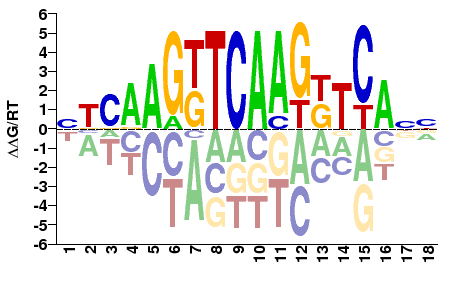 6
5
4
3
2
1
0
-1
-2
-3
-4
-5
-6
ΔΔG/RT
C T C A A G T T C A A G T T C A C C
A G C T G T
T A T C T C C A A C G A A A A C
C G G T C C C G
T A G T T C G T
1 2 3 4 5 6 7 8 9 10 11 12 13 14 15 16 17 18